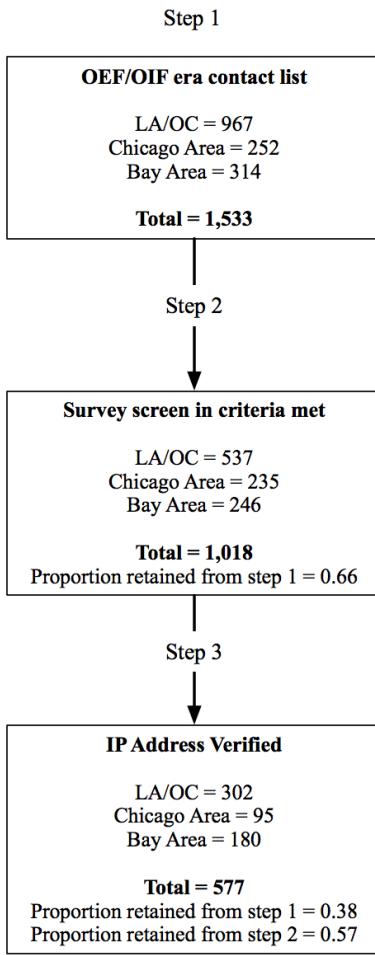 Step 1
OEF/OIF era contact list
LA/OC = 967
Chicago Area = 252
Bay Area = 314
Total = 1,533
Step 2
Survey screen in criteria met
LA/OC = 537
Chicago Area = 235
Bay Area = 246
Total = 1,018
Proportion retained from step 1 = 0.66
Step 3
IP Address Verified
LA/OC = 302
Chicago Area = 95
Bay Area = 180
Total = 577
Proportion retained from step 1 = 0.38
Proportion retained from step 2 = 0.57